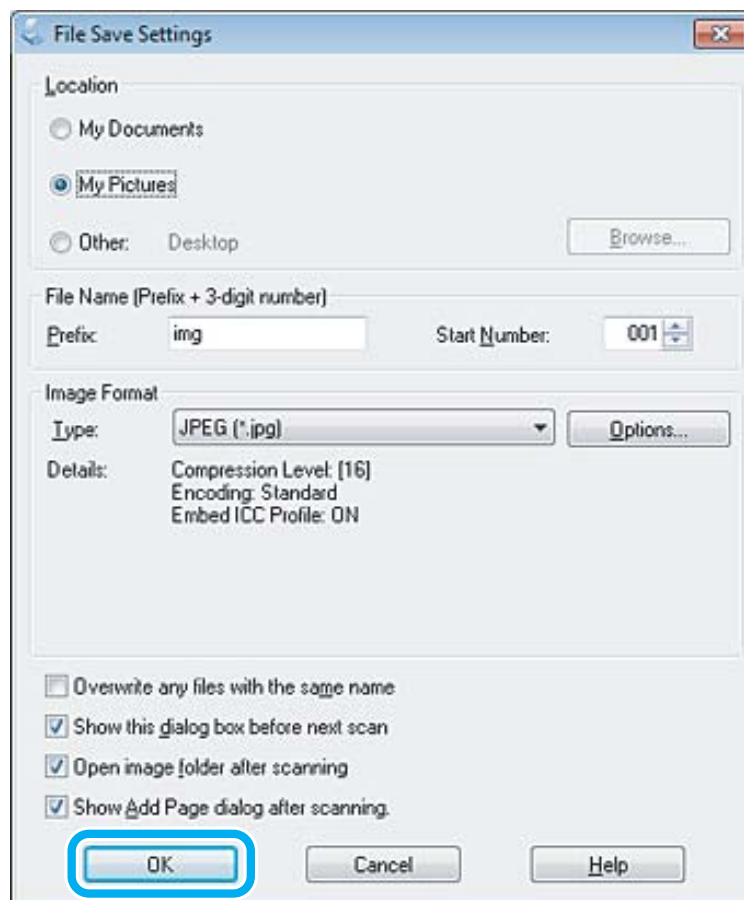 File Save Settings
Location
My Documents
My Pictures
Other: Desktop Browse...
File Name (Prefix + 3-digit number)
Prefix: img Start Number: 001
Image Format
Type: JPEG (*.jpg) Options...
Details: Compression Level: [16]
Encoding: Standard
Embed ICC Profile: ON
Overwrite any files with the same name
Show this dialog box before next scan
Open image folder after scanning
Show Add Page dialog after scanning.
OK Cancel Help